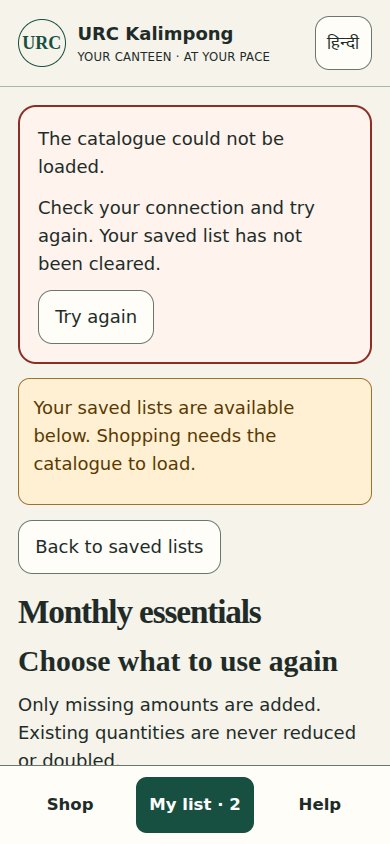 URC
URC Kalimpong
YOUR CANTEEN · AT YOUR PACE
हिन्दी
The catalogue could not be
loaded.
Check your connection and try
again. Your saved list has not
been cleared.
Try again
Your saved lists are available
below. Shopping needs the
catalogue to load.
Back to saved lists
Monthly essentials
Choose what to use again
Only missing amounts are added.
Existing quantities are never reduced
or doubled.
Shop
My list · 2
Help